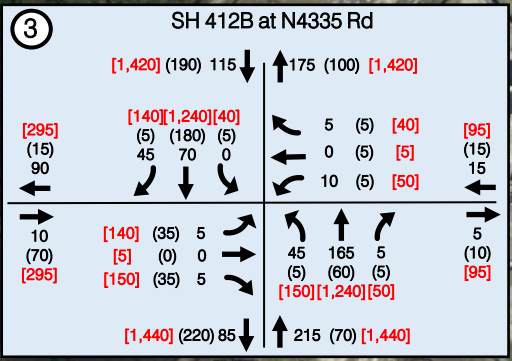 3
SH 412B at N4335 Rd
[1,420] (190) 115
175 (100) [1,420]
[140][1,240][40]
(5) (180) (5)
45 70 0
5 (5) [40]
0 (5) [5]
10 (5) [50]
[295]
(15)
90
[95]
(15)
15
10
(70)
[295]
[140] (35) 5
[5] (0) 0
[150] (35) 5
45 165 5
(5) (60) (5)
[150][1,240][50]
5
(10)
[95]
[1,440] (220) 85
215 (70) [1,440]